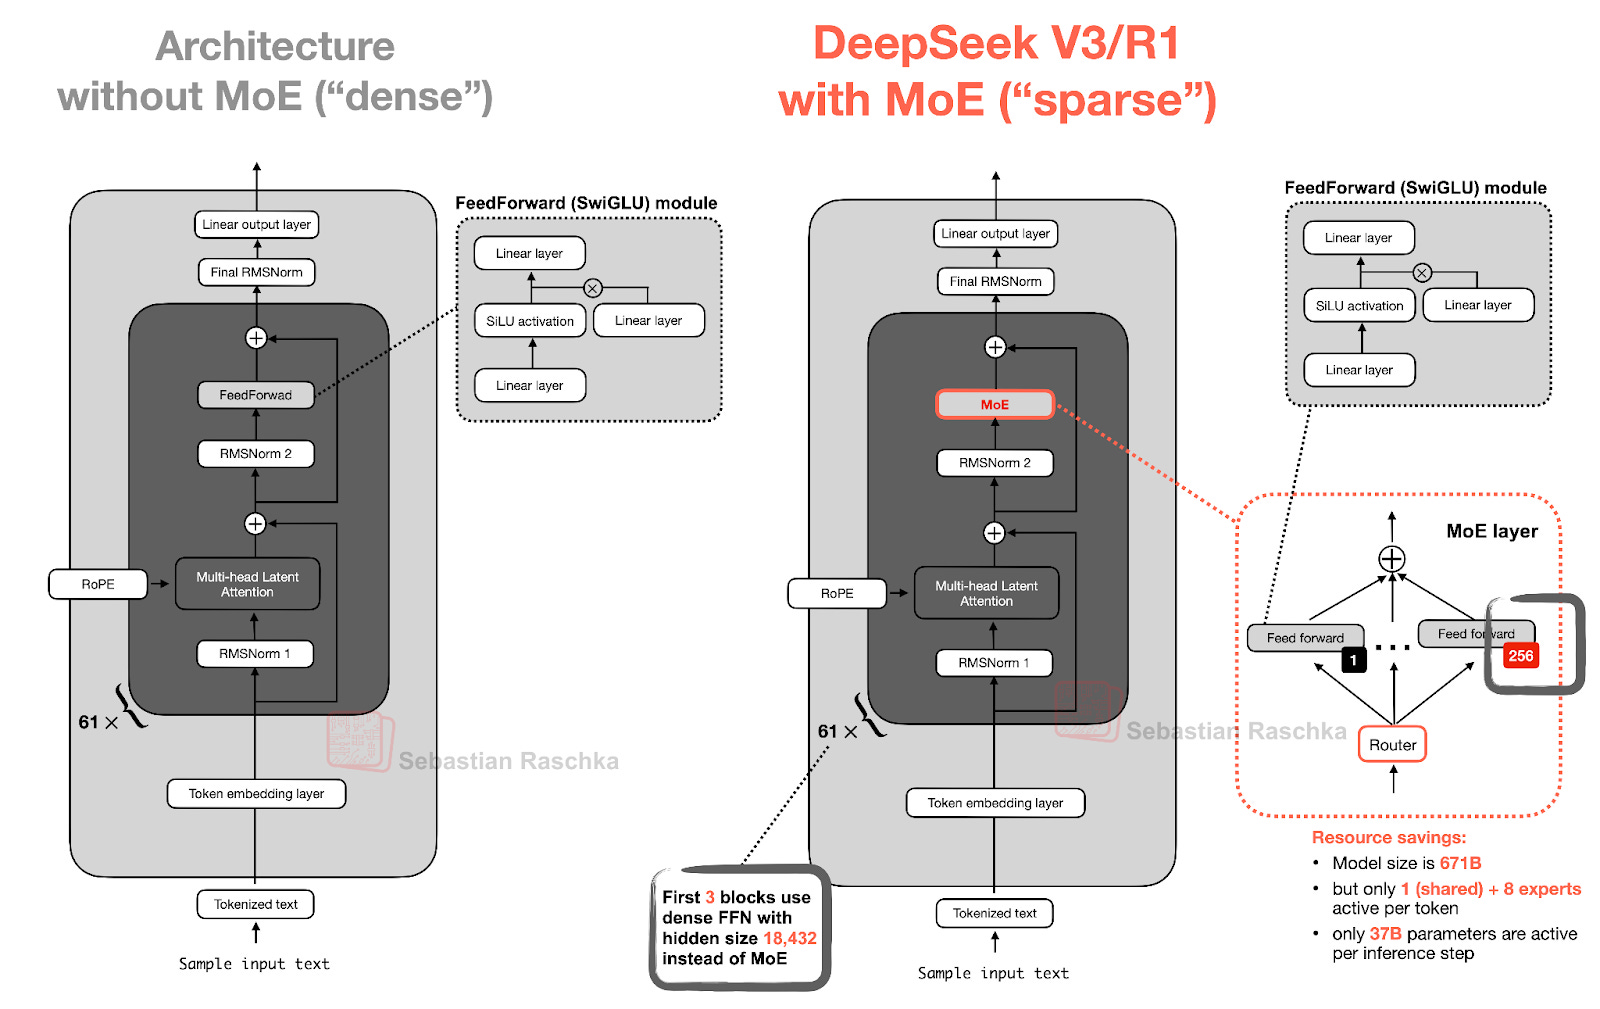 Architecture
without MoE (“dense”)
Linear output layer
Final RMSNorm
FeedForwad
RMSNorm 2
Multi-head Latent
Attention
RoPE
RMSNorm 1
61 ×
Token embedding layer
Tokenized text
Sample input text
FeedForward (SwiGLU) module
Linear layer
SiLU activation
Linear layer
Linear layer
Sebastian Raschka
DeepSeek V3/R1
with MoE (“sparse”)
Linear output layer
Final RMSNorm
MoE
RMSNorm 2
Multi-head Latent
Attention
RoPE
RMSNorm 1
61 ×
Token embedding layer
Tokenized text
Sample input text
First 3 blocks use
dense FFN with
hidden size 18,432
instead of MoE
Sebastian Raschka
FeedForward (SwiGLU) module
Linear layer
SiLU activation
Linear layer
Linear layer
MoE layer
Feed forward
1
...
Feed forward
256
Router
Resource savings:
• Model size is 671B
• but only 1 (shared) + 8 experts
active per token
• only 37B parameters are active
per inference step